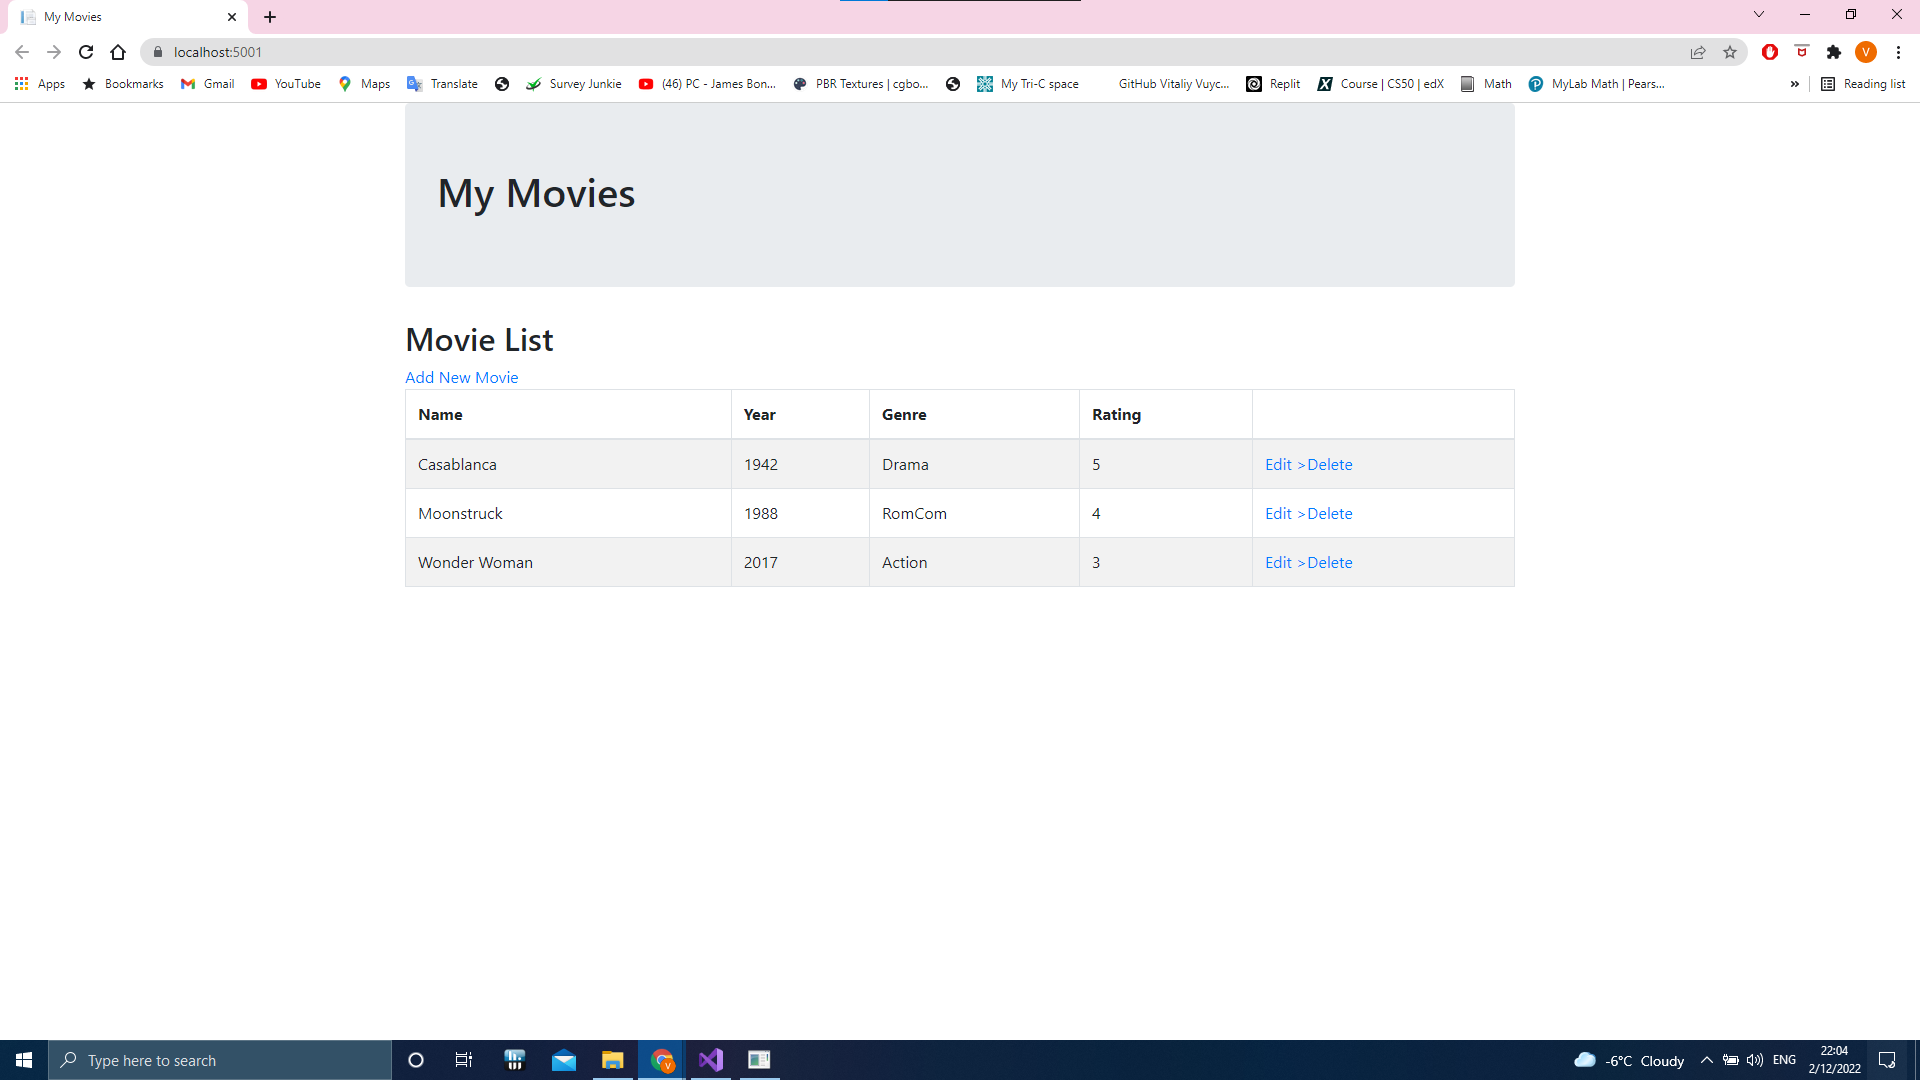 My Movies
localhost:5001
Apps Bookmarks Gmail YouTube Maps Translate Survey Junkie (46) PC - James Bon... PBR Textures | cgbo... My Tri-C space GitHub Vitaliy Vuyc... Replit Course | CS50 | edX Math MyLab Math | Pears... » Reading list
V
My Movies
Movie List
Add New Movie
Name Year Genre Rating
Casablanca 1942 Drama 5 Edit >Delete
Moonstruck 1988 RomCom 4 Edit >Delete
Wonder Woman 2017 Action 3 Edit >Delete
Type here to search
-6°C Cloudy ENG
22:04
2/12/2022